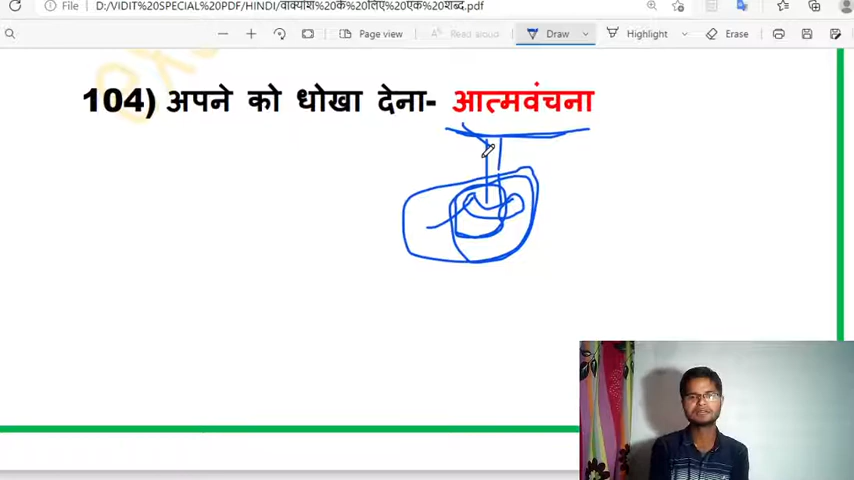 File D:/VIDIT%20SPECIAL%20PDF/HINDI/वाक्यांश%20के%20लिए%20एक%20शब्द.pdf
Page view Read aloud Draw Highlight Erase
104) अपने को धोखा देना- आत्मवंचना